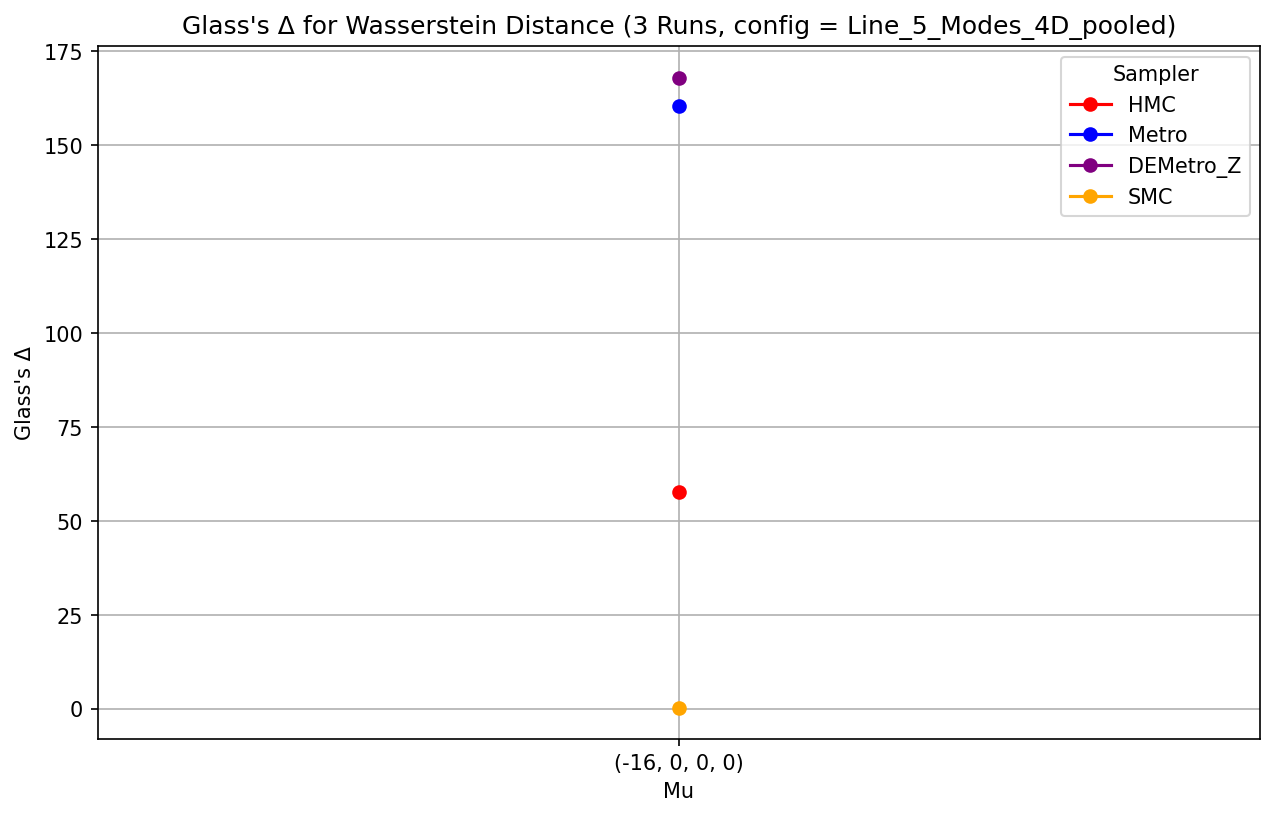 Glass's Δ for Wasserstein Distance (3 Runs, config = Line_5_Modes_4D_pooled)
175
150
125
100
75
50
25
0
Glass's Δ
Sampler
HMC
Metro
DEMetro_Z
SMC
(-16, 0, 0, 0)
Mu